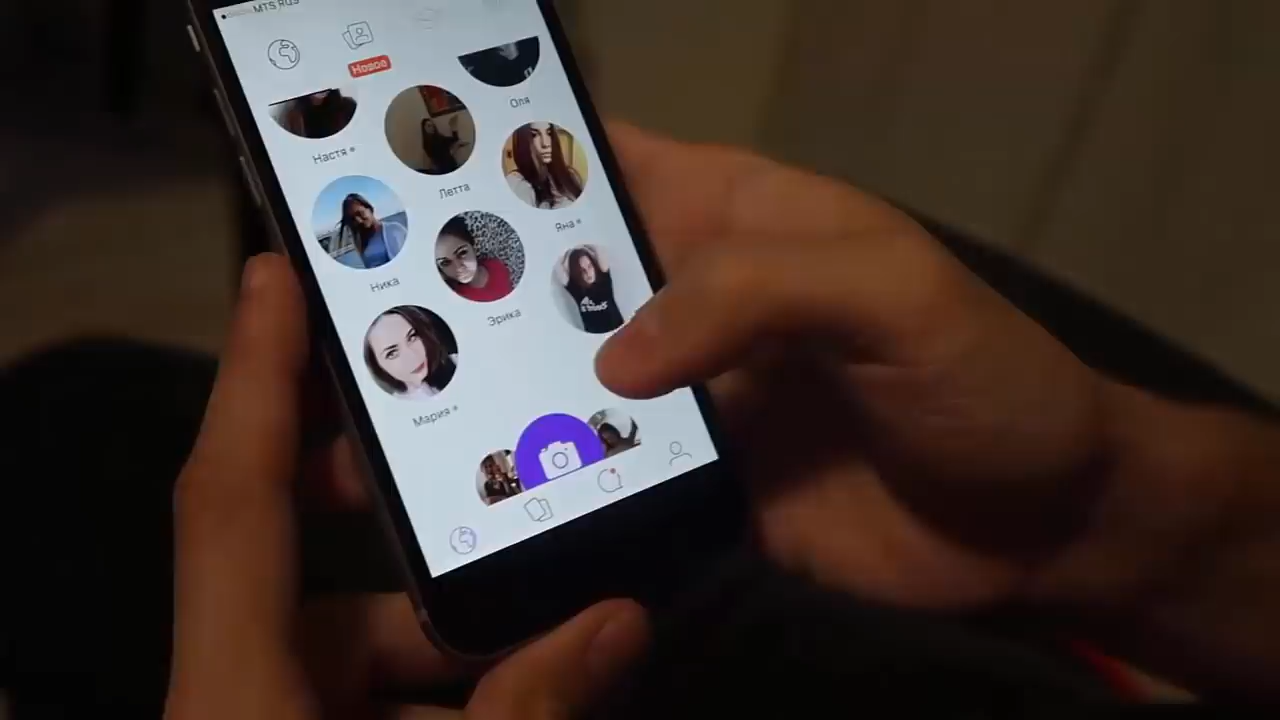 MTS RUS
Новое
Оля
Настя
Летта
Яна
Ника
Эрика
Мария